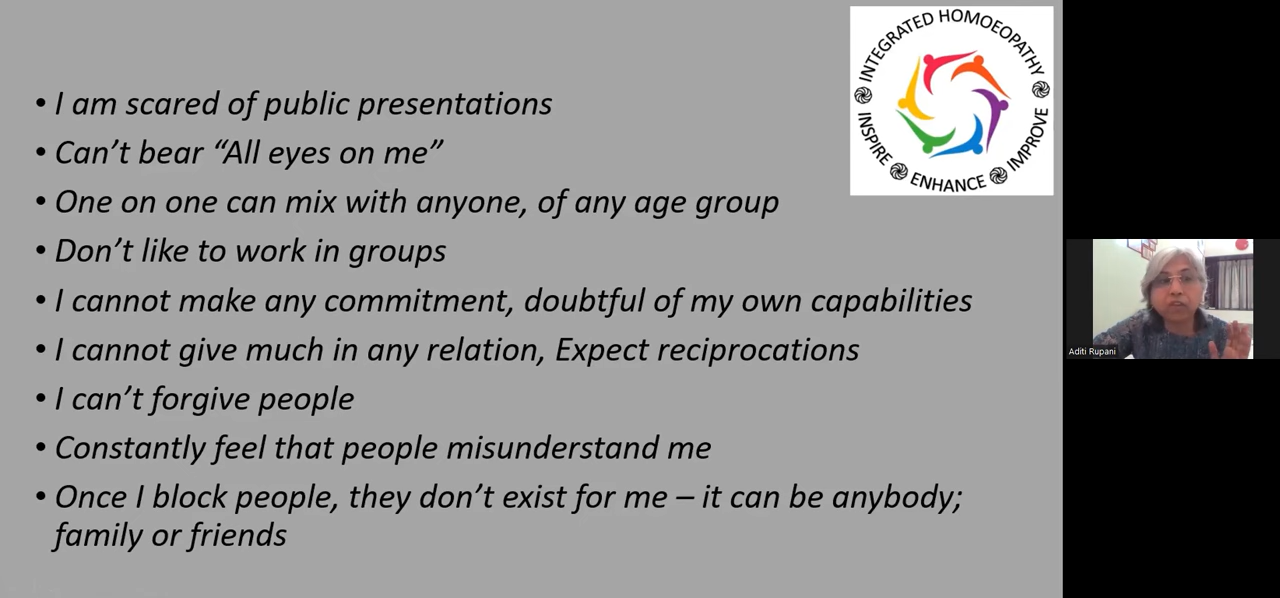 • I am scared of public presentations
• Can’t bear “All eyes on me”
• One on one can mix with anyone, of any age group
• Don’t like to work in groups
• I cannot make any commitment, doubtful of my own capabilities
• I cannot give much in any relation, Expect reciprocations
• I can’t forgive people
• Constantly feel that people misunderstand me
• Once I block people, they don’t exist for me – it can be anybody;
family or friends
INTEGRATED HOMOEOPATHY
INSPIRE ENHANCE IMPROVE
Aditi Rupani